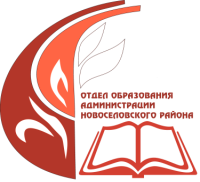 ОТДЕЛ ОБРАЗОВАНИЯ
АДМИНИСТРАЦИИ
НОВОСЕЛОВСКОГО РАЙОНА